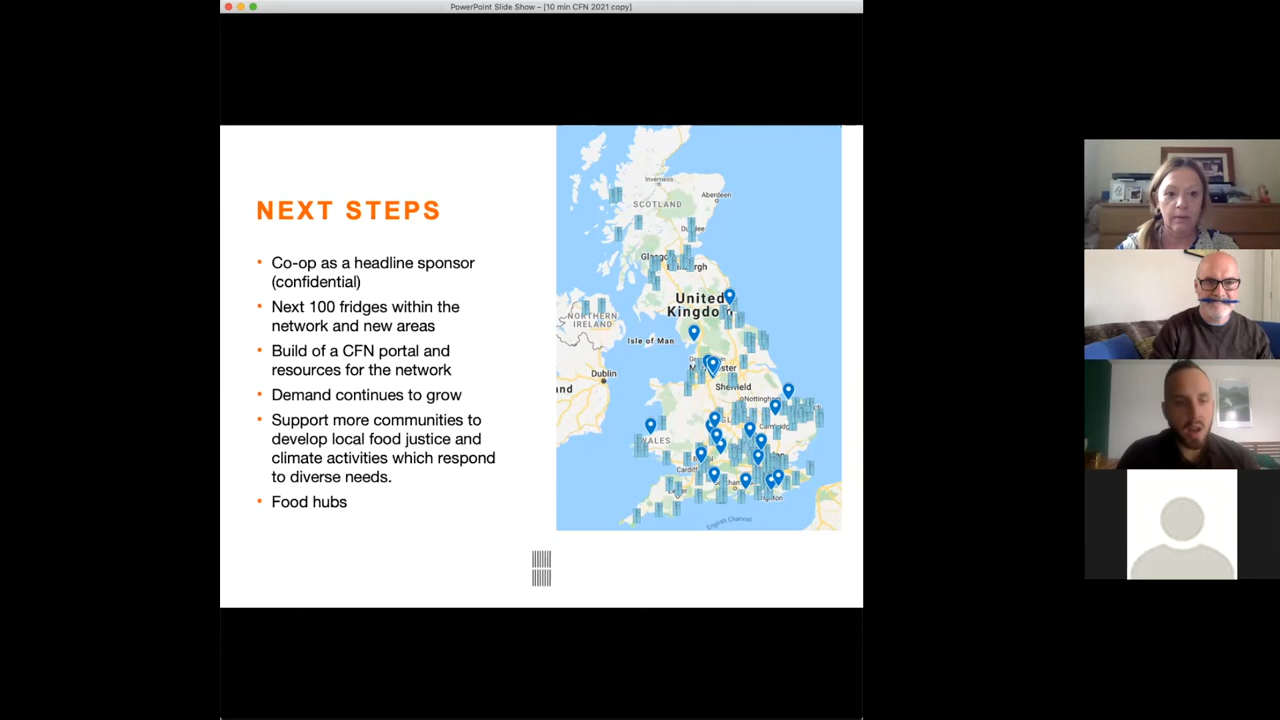 PowerPoint Slide Show – [10 min CFN 2021 copy]
NEXT STEPS
• Co-op as a headline sponsor
(confidential)
• Next 100 fridges within the
network and new areas
• Build of a CFN portal and
resources for the network
• Demand continues to grow
• Support more communities to
develop local food justice and
climate activities which respond
to diverse needs.
• Food hubs
Inverness
Aberdeen
SCOTLAND
United
Kingdo
NORTHERN
IRELAND
Isle of Man
Dublin
Sheffield
Nottingham
Cardiff
English Channel